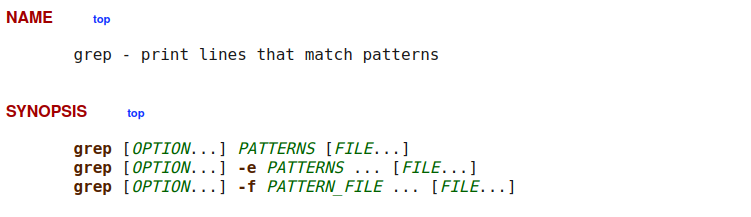 NAME top
grep - print lines that match patterns
SYNOPSIS top
grep [OPTION...] PATTERNS [FILE...]
grep [OPTION...] -e PATTERNS ... [FILE...]
grep [OPTION...] -f PATTERN_FILE ... [FILE...]